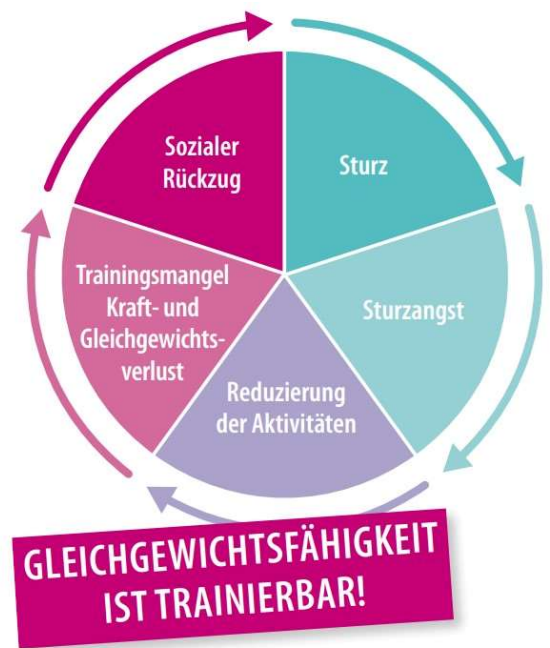 Sozialer
Rückzug
Sturz
Sturzangst
Reduzierung
der Aktivitäten
Trainingsmangel
Kraft- und
Gleichgewichts-
verlust
GLEICHGEWICHTSFÄHIGKEIT
IST TRAINIERBAR!